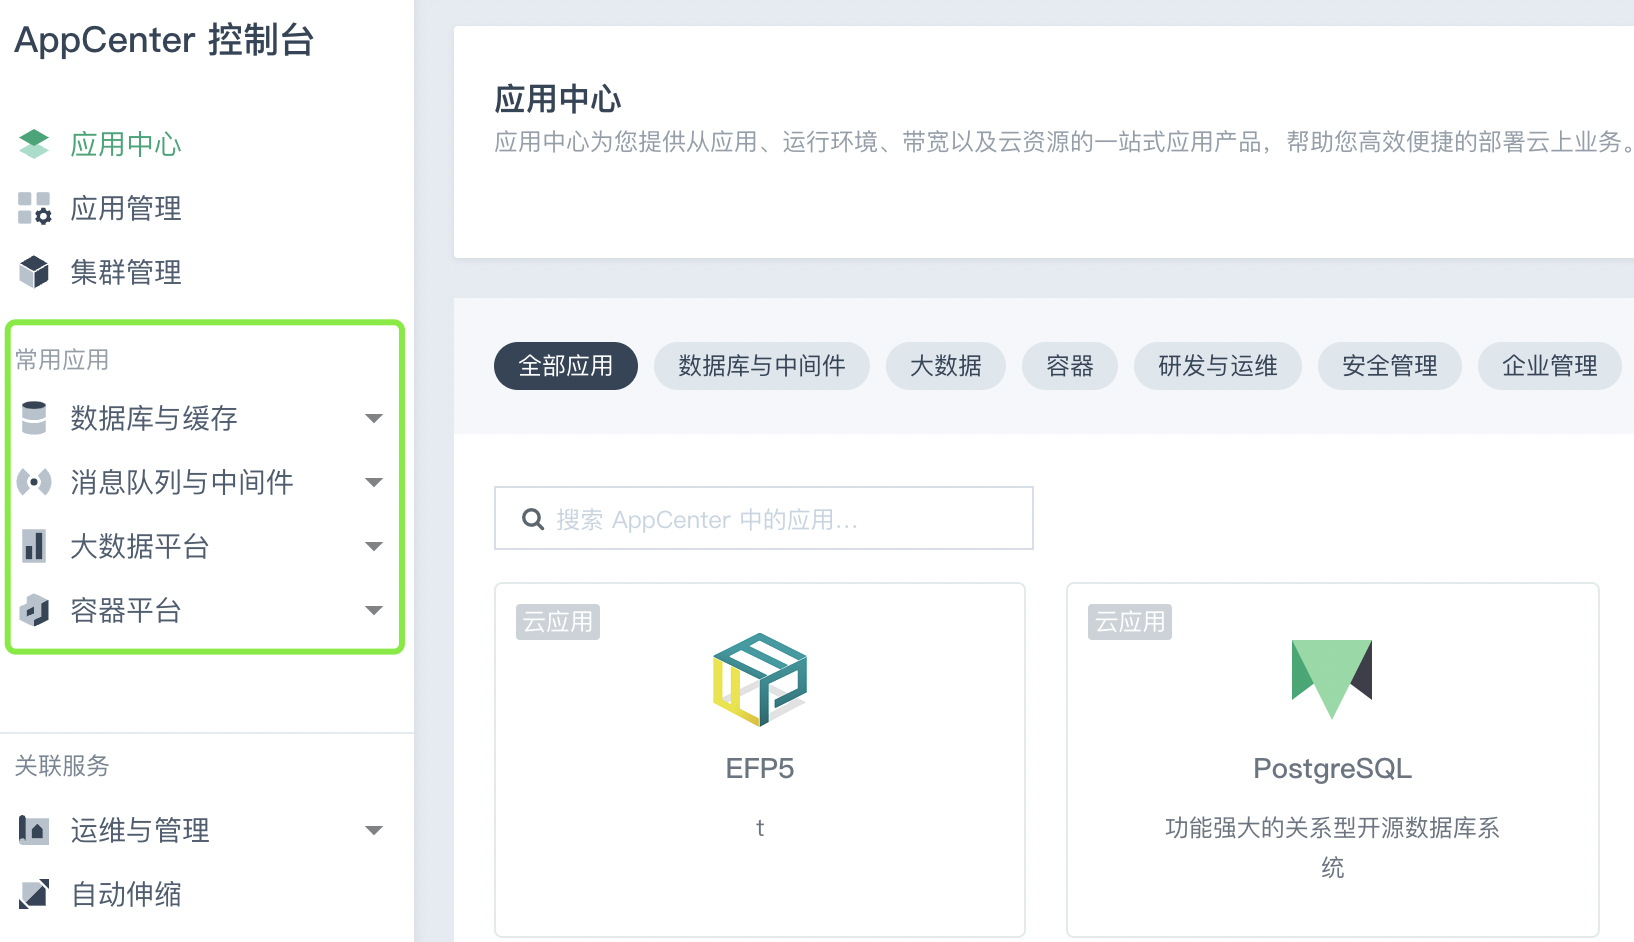 AppCenter 控制台
应用中心
应用管理
集群管理
常用应用
数据库与缓存
消息队列与中间件
大数据平台
容器平台
关联服务
运维与管理
自动伸缩
应用中心
应用中心为您提供从应用、运行环境、带宽以及云资源的一站式应用产品，帮助您高效便捷的部署云上业务。
全部应用 数据库与中间件 大数据 容器 研发与运维 安全管理 企业管理
搜索 AppCenter 中的应用...
云应用
EFP5
t
云应用
PostgreSQL
功能强大的关系型开源数据库系
统